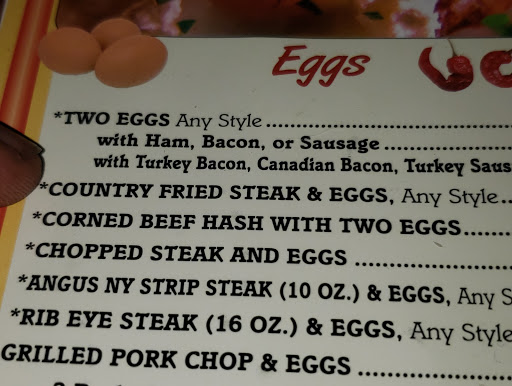 Eggs
*TWO EGGS Any Style
with Ham, Bacon, or Sausage
with Turkey Bacon, Canadian Bacon, Turkey Saus
*COUNTRY FRIED STEAK & EGGS, Any Style
*CORNED BEEF HASH WITH TWO EGGS
*CHOPPED STEAK AND EGGS
*ANGUS NY STRIP STEAK (10 OZ.) & EGGS, Any S
*RIB EYE STEAK (16 OZ.) & EGGS, Any Style
GRILLED PORK CHOP & EGGS